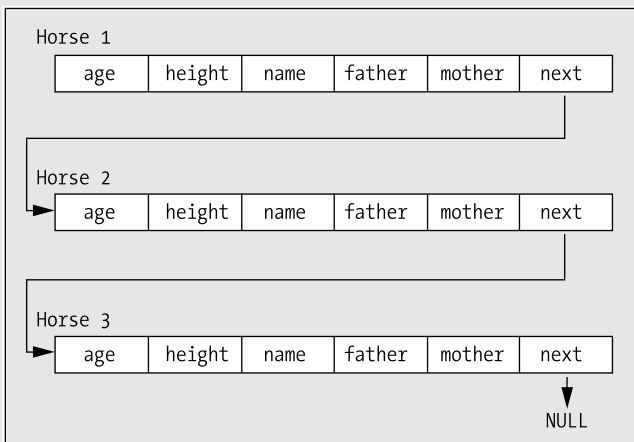 Horse 1
age height name father mother next
Horse 2
age height name father mother next
Horse 3
age height name father mother next
NULL